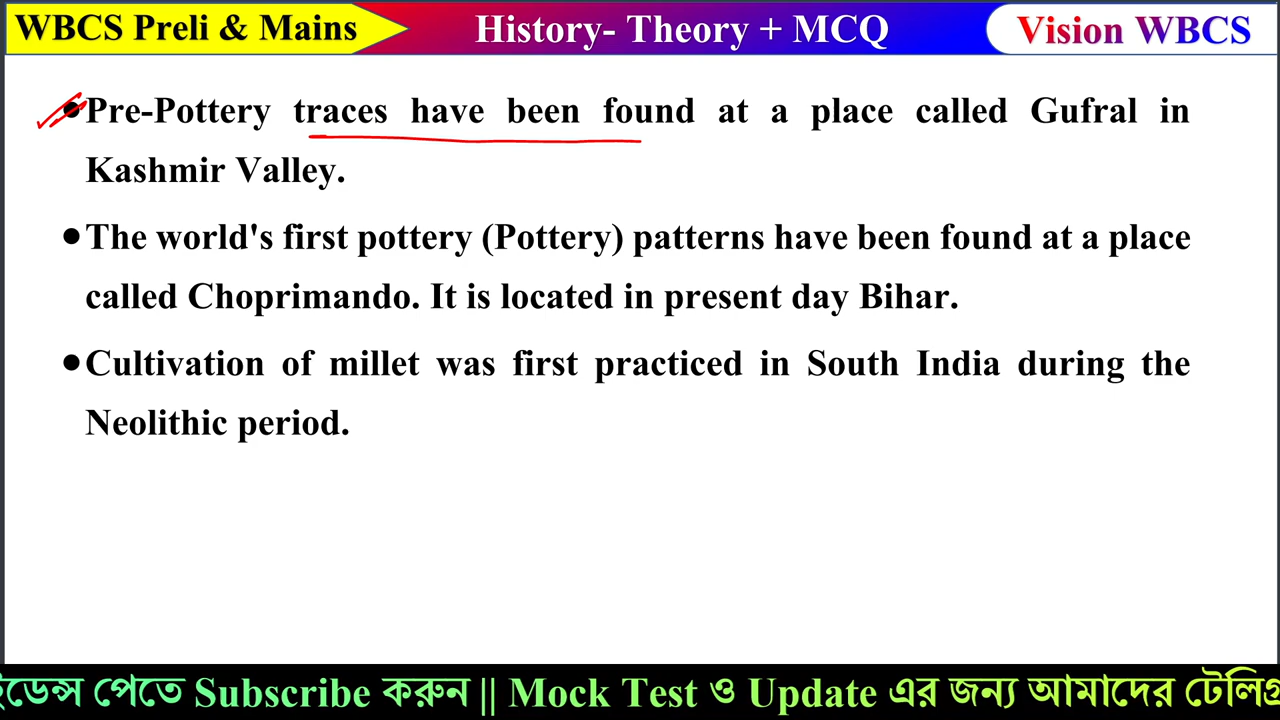 WBCS Preli & Mains
History- Theory + MCQ
Vision WBCS
•Pre-Pottery traces have been found at a place called Gufral in
Kashmir Valley.
•The world's first pottery (Pottery) patterns have been found at a place
called Choprimando. It is located in present day Bihar.
•Cultivation of millet was first practiced in South India during the
Neolithic period.
পেতে Subscribe করুন || Mock Test ও Update এর জন্য আমাদের